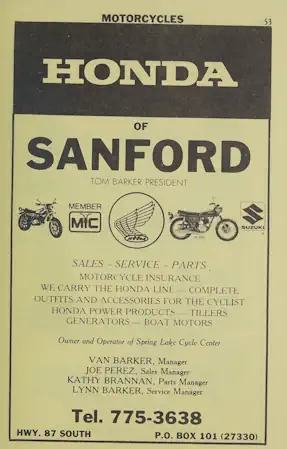 MOTORCYCLES 53
HONDA
OF
SANFORD
TOM BARKER PRESIDENT
MEMBER
MIC
SUZUKI
SALES - SERVICE - PARTS
MOTORCYCLE INSURANCE
WE CARRY THE HONDA LINE — COMPLETE
OUTFITS AND ACCESSORIES FOR THE CYCLIST
HONDA POWER PRODUCTS — TILLERS
GENERATORS — BOAT MOTORS
Owner and Operator of Spring Lake Cycle Center
VAN BARKER, Manager
JOE PEREZ, Sales Manager
KATHY BRANNAN, Parts Manager
LYNN BARKER, Service Manager
Tel. 775-3638
HWY. 87 SOUTH P.O. BOX 101 (27330)